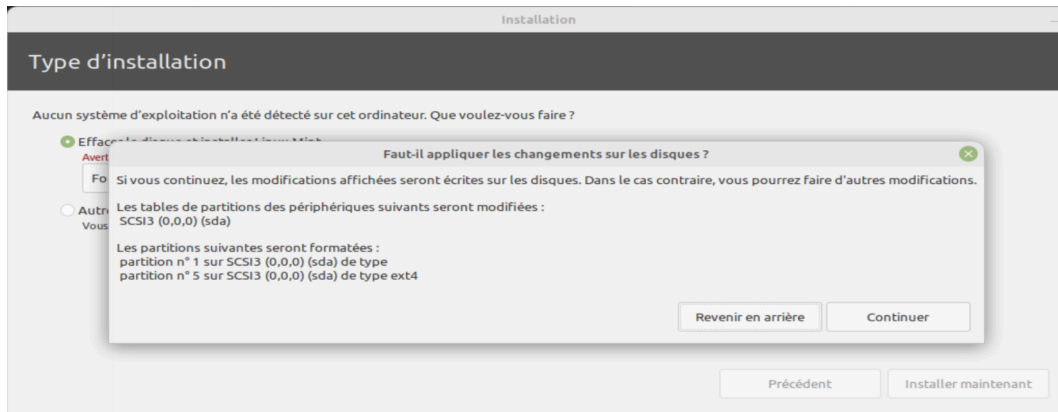 Installation
Type d'installation
Aucun système d'exploitation n'a été détecté sur cet ordinateur. Que voulez-vous faire ?
Faut-il appliquer les changements sur les disques ?
Si vous continuez, les modifications affichées seront écrites sur les disques. Dans le cas contraire, vous pourrez faire d'autres modifications.
Les tables de partitions des périphériques suivants seront modifiées :
SCSI3 (0,0,0) (sda)
Les partitions suivantes seront formatées :
partition n° 1 sur SCSI3 (0,0,0) (sda) de type
partition n° 5 sur SCSI3 (0,0,0) (sda) de type ext4
Revenir en arrière
Continuer
Vous
Précédent
Installer maintenant